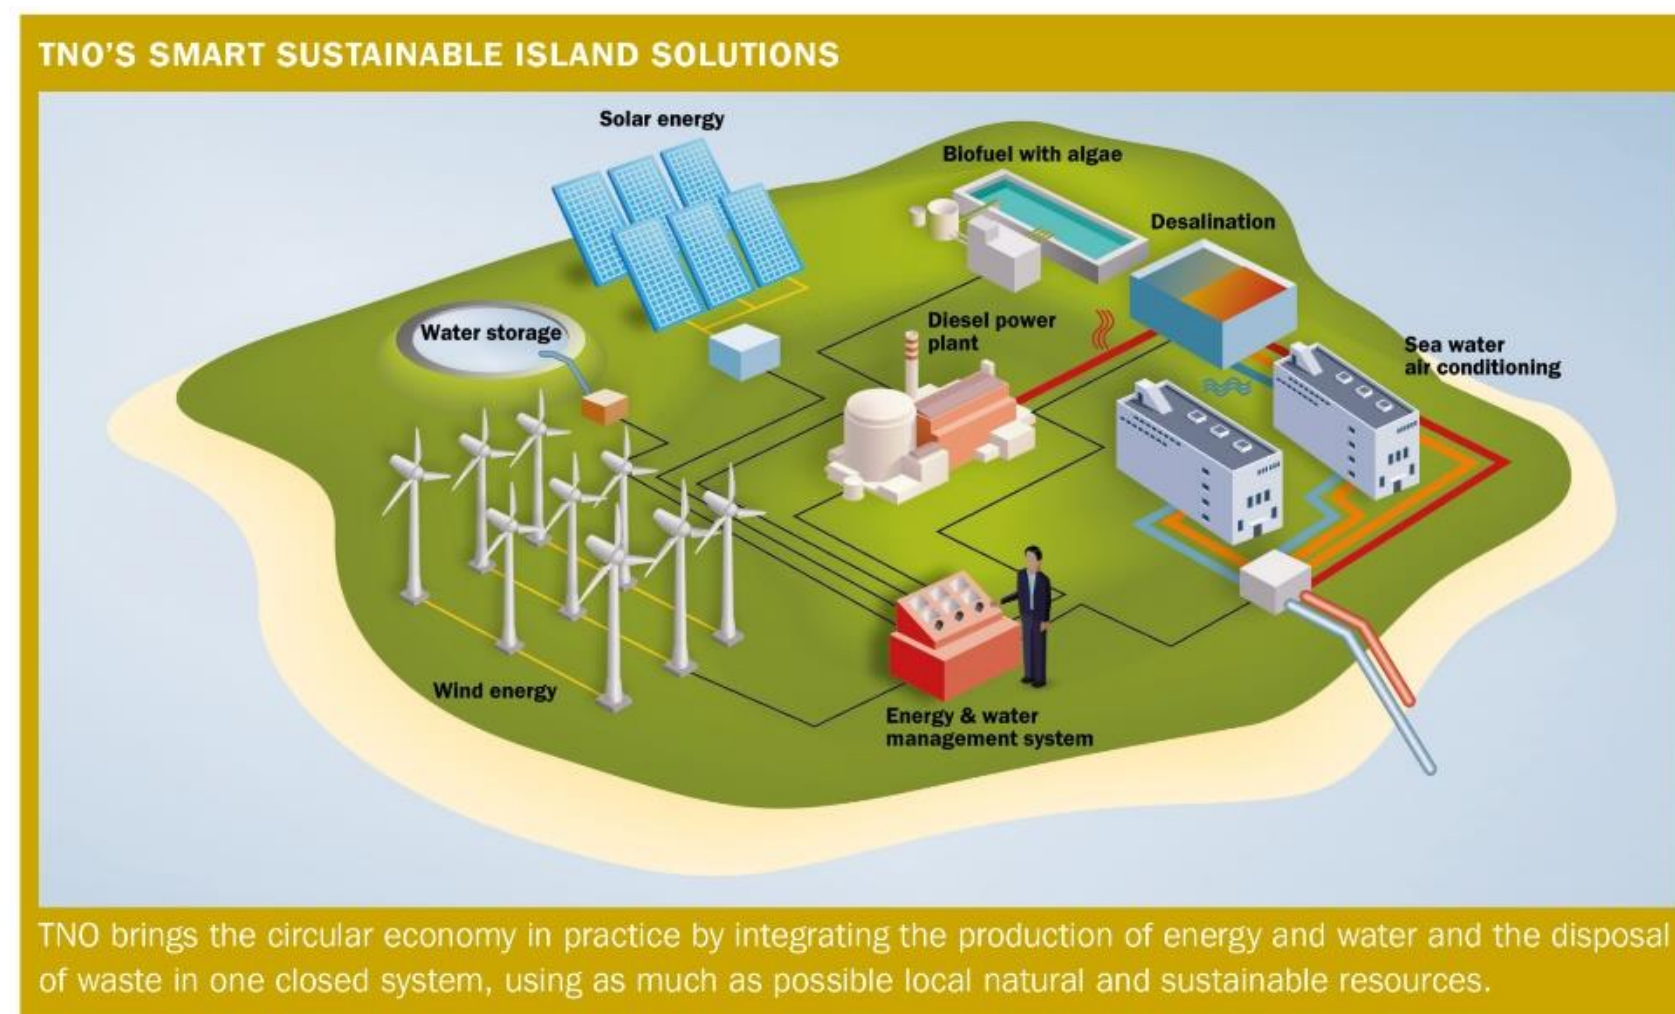 TNO'S SMART SUSTAINABLE ISLAND SOLUTIONS
Solar energy
Biofuel with algae
Desalination
Water storage
Diesel power
plant
Sea water
air conditioning
Wind energy
Energy & water
management system
TNO brings the circular economy in practice by integrating the production of energy and water and the disposal
of waste in one closed system, using as much as possible local natural and sustainable resources.